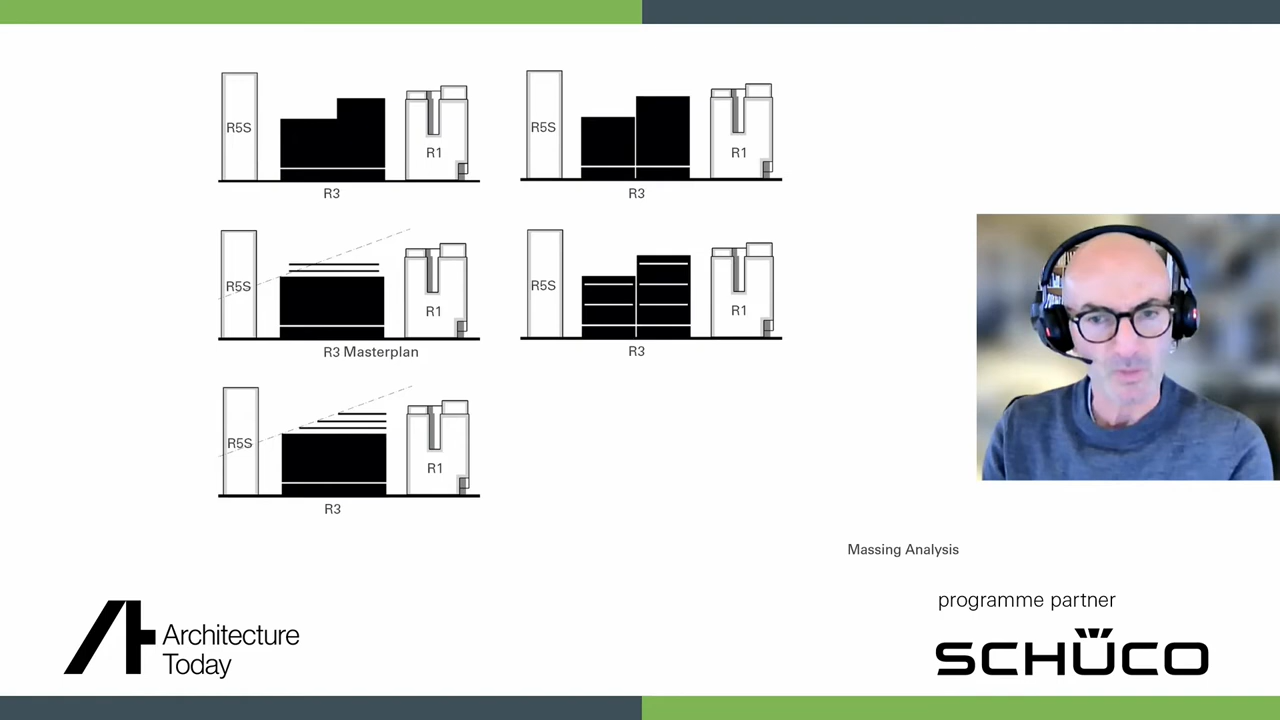 R5S
R1
R3
R5S
R1
R3
R5S
R1
R3 Masterplan
R5S
R1
R3
R5S
R1
R3
Massing Analysis
programme partner
SCHÜCO
Architecture
Today